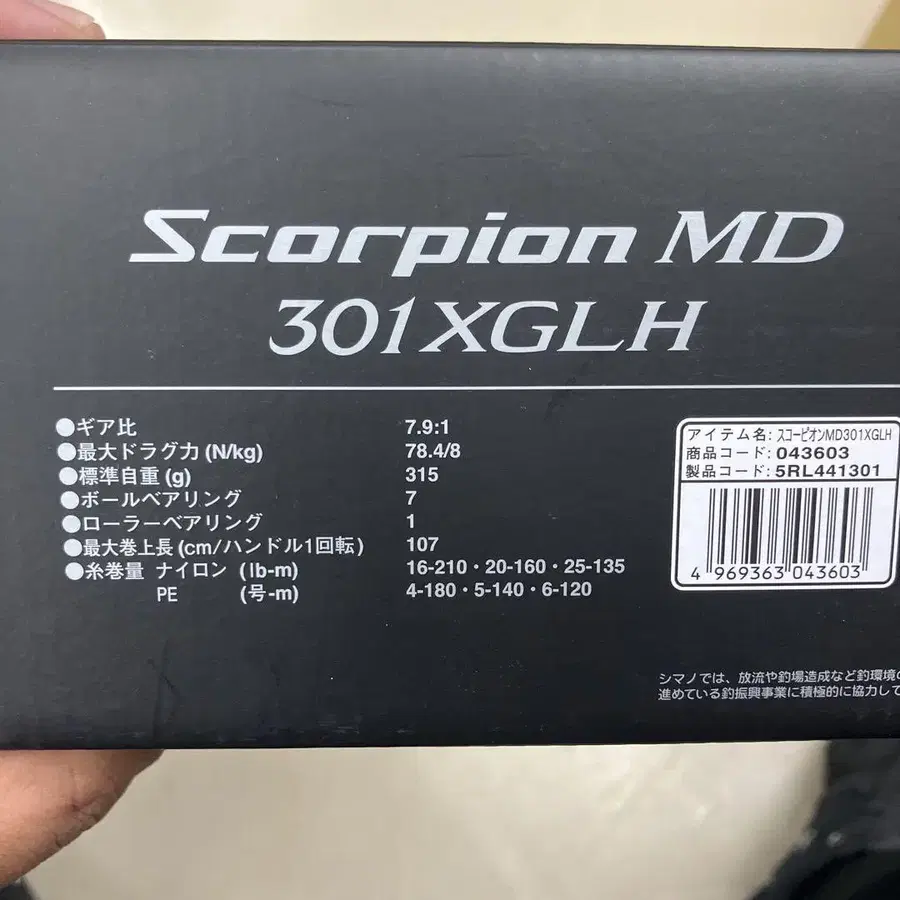 Scorpion MD
301XGLH
●ギア比 7.9:1
●最大ドラグ力(N/kg) 78.4/8
●標準自重(g) 315
●ボールベアリング 7
●ローラーベアリング 1
●最大巻上長(cm/ハンドル1回転) 107
●糸巻量 ナイロン (lb-m) 16-210・20-160・25-135
PE (号-m) 4-180・5-140・6-120
アイテム名: スコーピオンMD301XGLH
商品コード: 043603
製品コード: 5RL441301
4 969363 043603
シマノでは、放流や釣場造成など釣環境の
進めている釣振興事業に積極的に協力して